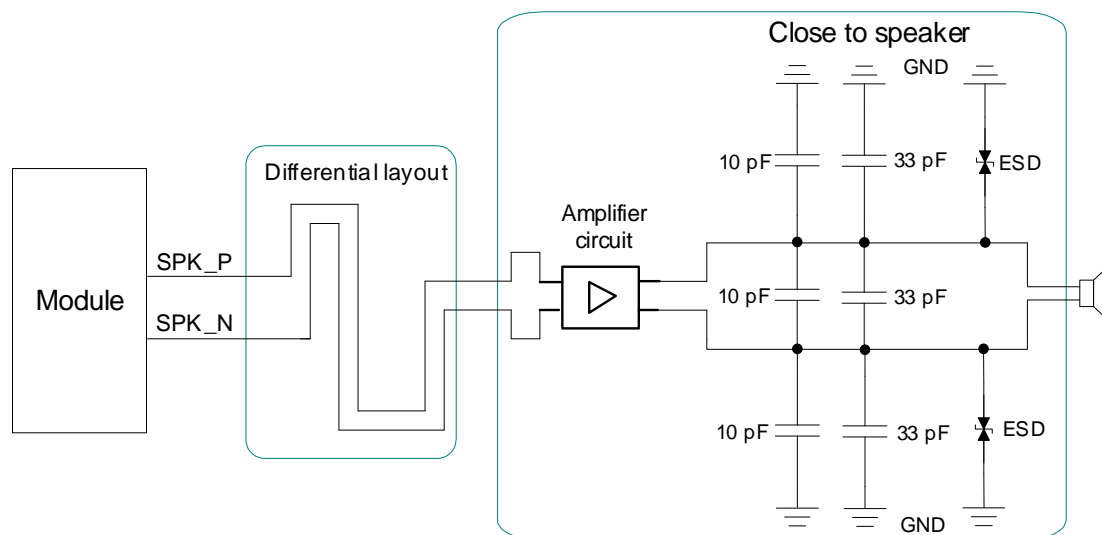 Close to speaker
GND
10 pF
33 pF
ESD
Differential layout
Amplifier
circuit
SPK_P
Module
SPK_N
10 pF
33 pF
10 pF
33 pF
ESD
GND